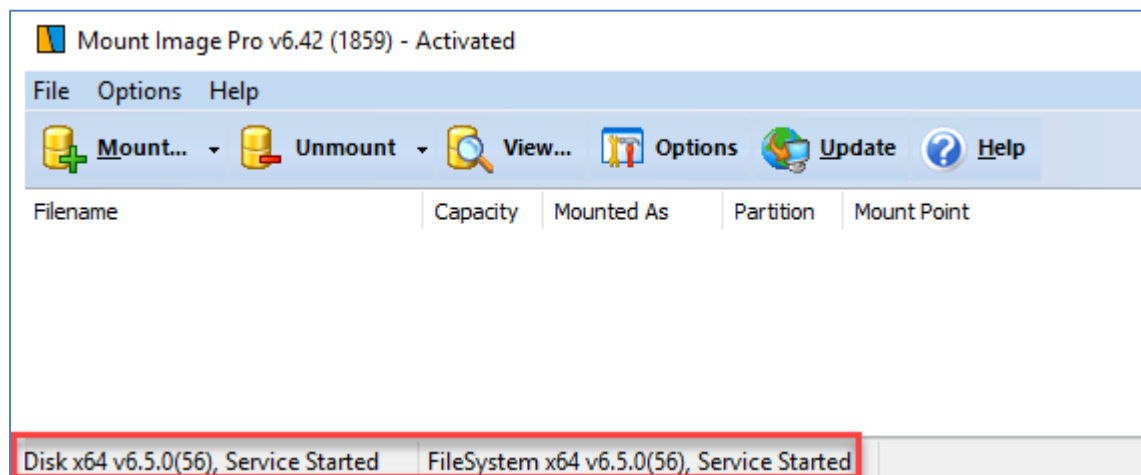 Mount Image Pro v6.42 (1859) - Activated
File Options Help
Mount... Unmount View... Options Update Help
Filename Capacity Mounted As Partition Mount Point
Disk x64 v6.5.0(56), Service Started FileSystem x64 v6.5.0(56), Service Started